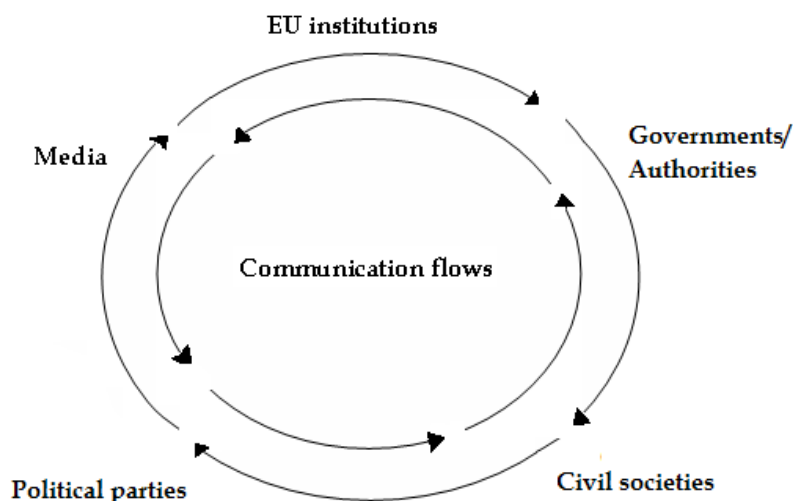 EU institutions
Governments/
Authorities
Media
Communication flows
Civil societies
Political parties